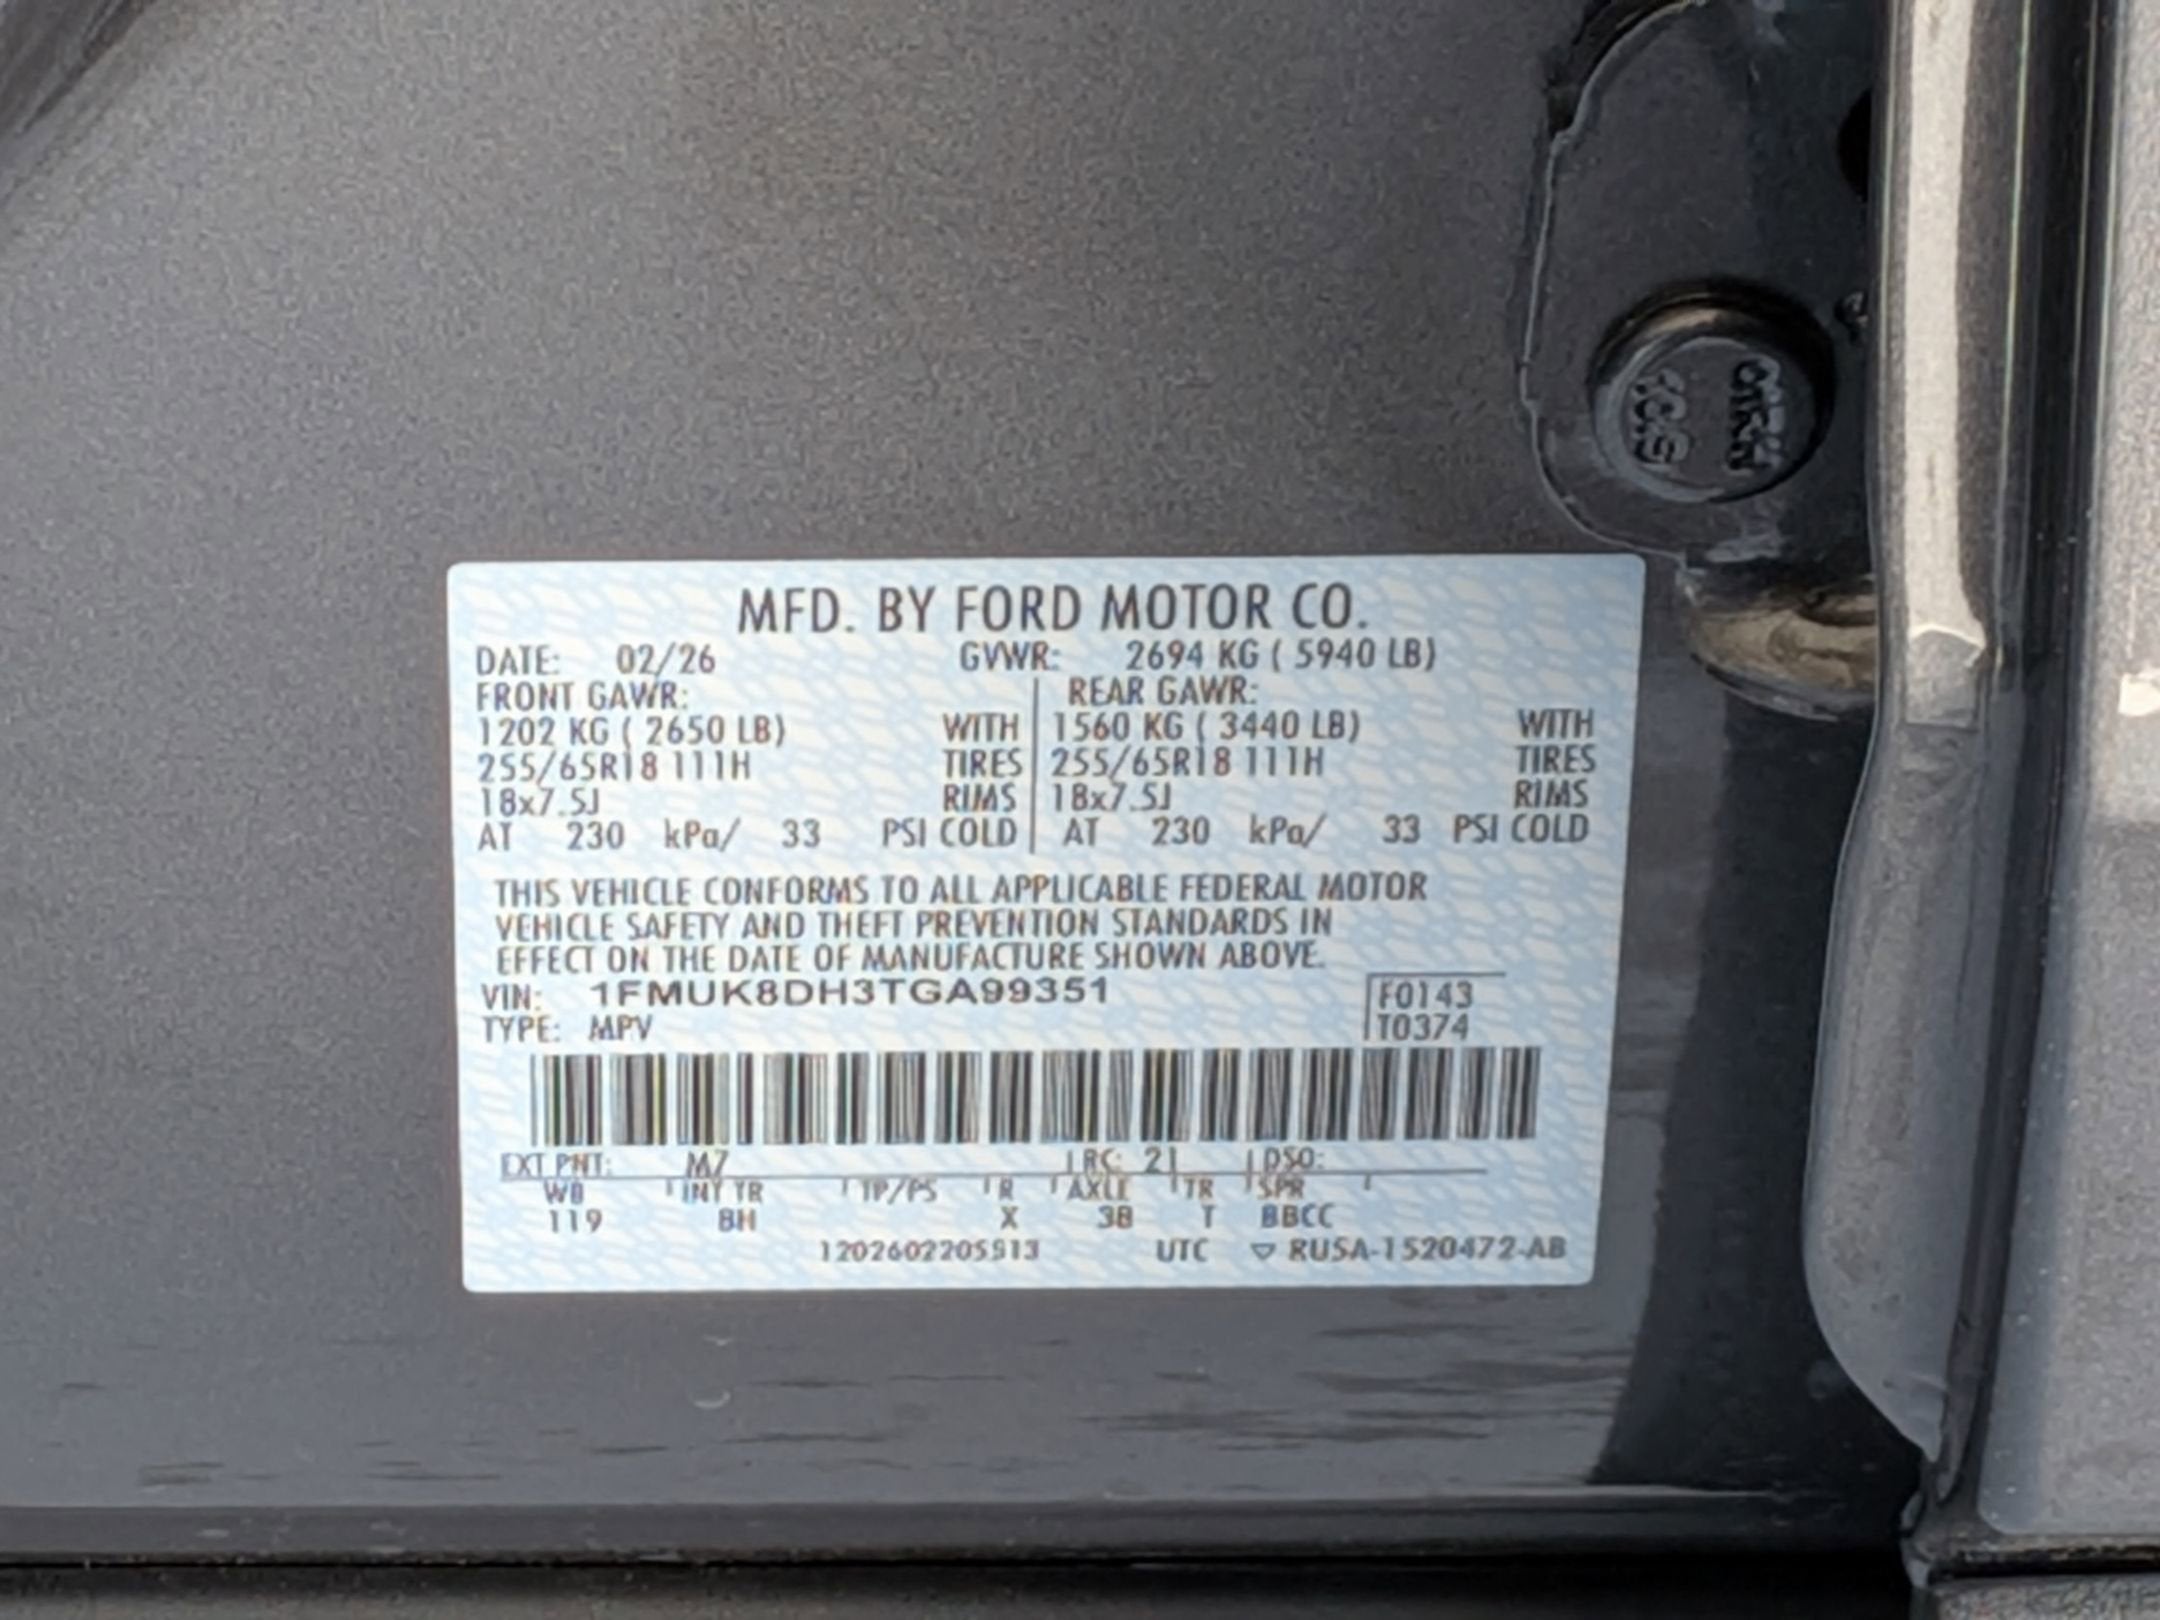 MFD. BY FORD MOTOR CO.
DATE: 02/26 GVWR: 2694 KG ( 5940 LB)
FRONT GAWR: REAR GAWR:
1202 KG ( 2650 LB) WITH 1560 KG ( 3440 LB) WITH
255/65R18 111H TIRES 255/65R18 111H TIRES
18x7.5J RIMS 18x7.5J RIMS
AT 230 kPa/ 33 PSI COLD AT 230 kPa/ 33 PSI COLD
THIS VEHICLE CONFORMS TO ALL APPLICABLE FEDERAL MOTOR
VEHICLE SAFETY AND THEFT PREVENTION STANDARDS IN
EFFECT ON THE DATE OF MANUFACTURE SHOWN ABOVE.
VIN: 1FMUK8DH3TGA99351 F0143
TYPE: MPV T0374
EXT PNT: M7 RC: 21 DSO:
WB INT TR TP/PS R AXLE TR SPR
119 8H X 3B T BBCC
UTC RU5A-1520472-AB